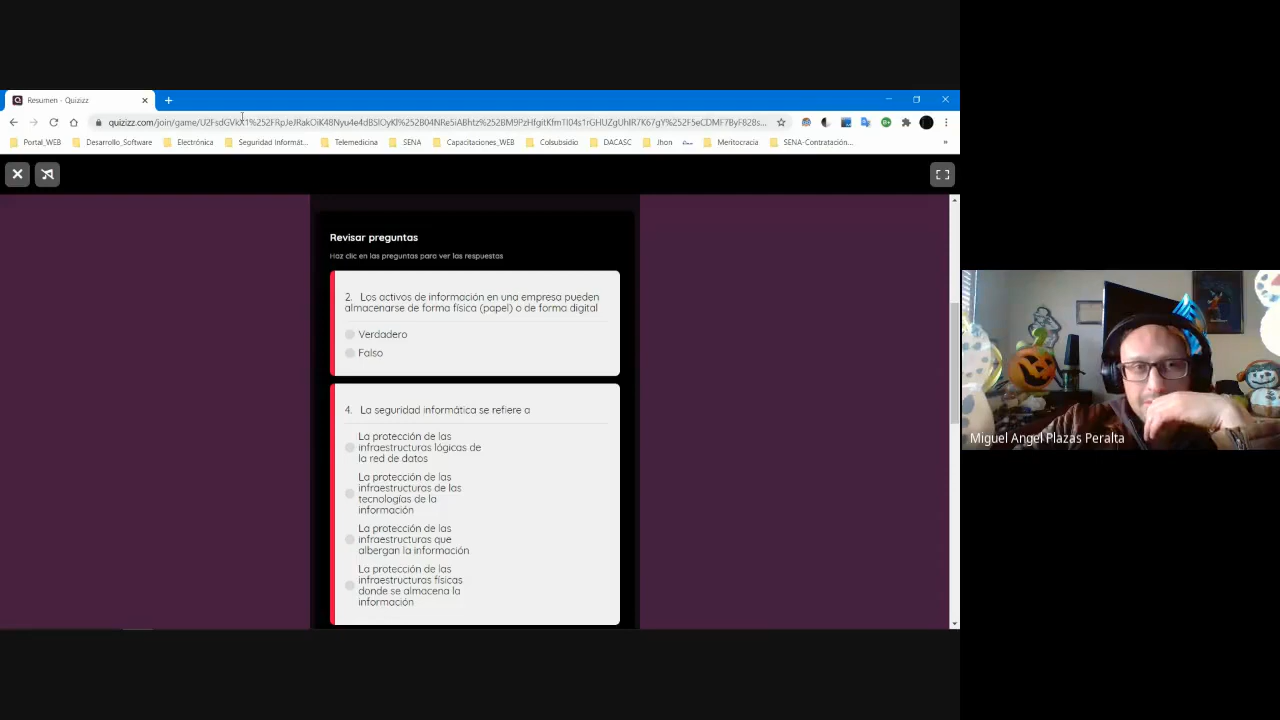 Resumen - Quizizz
Portal_WEB
Desarrollo_Software
Electrónica
Seguridad Informát...
Telemedicina
SENA
Capacitaciones_WEB
Colsubsidio
DACASC
Jhon
Meritocracia
SENA-Contratación...
»
Revisar preguntas
Haz clic en las preguntas para ver las respuestas
2. Los activos de información en una empresa pueden
almacenarse de forma física (papel) o de forma digital
Verdadero
Falso
4. La seguridad informática se refiere a
La protección de las
infraestructuras lógicas de
la red de datos
La protección de las
infraestructuras de las
tecnologías de la
información
La protección de las
infraestructuras que
albergan la información
La protección de las
infraestructuras físicas
donde se almacena la
información
Miguel Angel Plazas Peralta